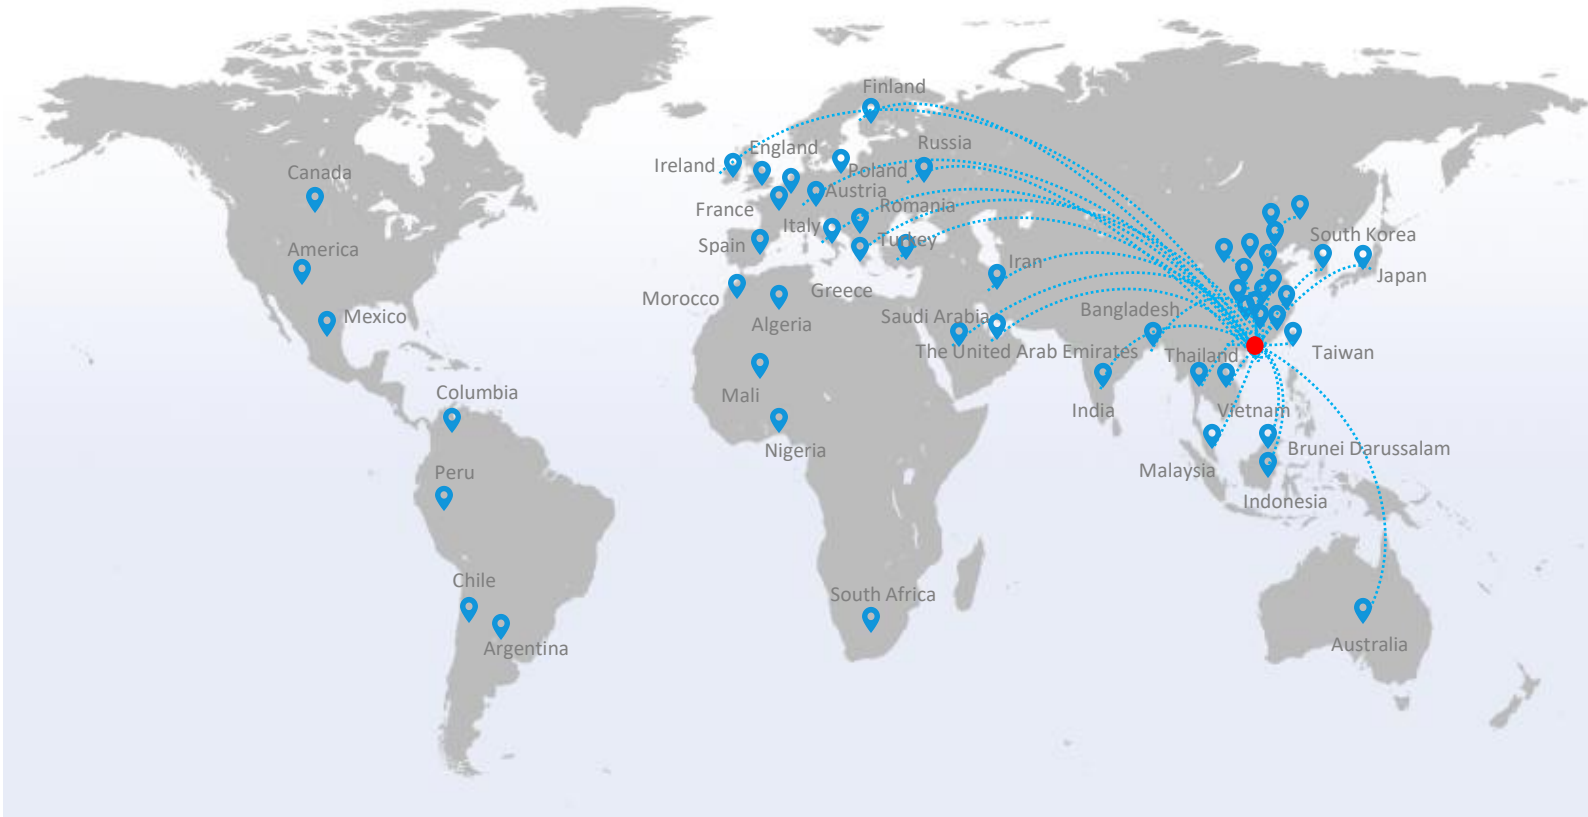 Finland
England
Russia
Ireland
Poland
Canada
Austria
France
Romania
Italy
South Korea
Spain
Turkey
America
Iran
Japan
Morocco
Greece
Saudi Arabia
Bangladesh
Mexico
Algeria
The United Arab Emirates
Thailand
Taiwan
Columbia
Mali
India
Vietnam
Nigeria
Brunei Darussalam
Peru
Malaysia
Indonesia
Chile
South Africa
Argentina
Australia